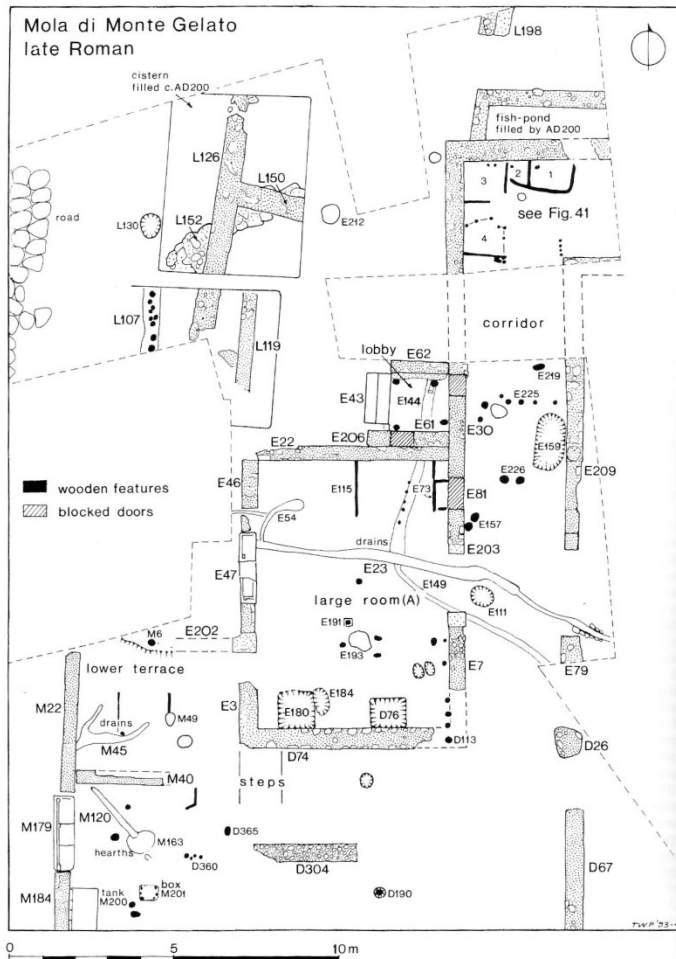 Mola di Monte Gelato
late Roman
L198
cistern
filled c.AD200
fish-pond
filled by AD200
L126
L150
3
2
1
see Fig. 41
road
L130
L152
E212
4
L107
corridor
L119
lobby
E62
E219
E43
E144
E225
E61
E206
E30
E22
E159
E209
wooden features
E46
E115
E73
E81
E226
blocked doors
E54
E157
drains
E203
E47
E23
E149
large room(A)
E111
E191
M6
E202
E193
E79
lower terrace
E7
M22
E3
E184
drains
M49
E180
D76
M45
D26
D74
D113
M40
steps
M179
M120
M163
D365
hearths
D360
D304
D67
M184
tank
box
M200
M201
D190
TWP '93-
0 5 10 m